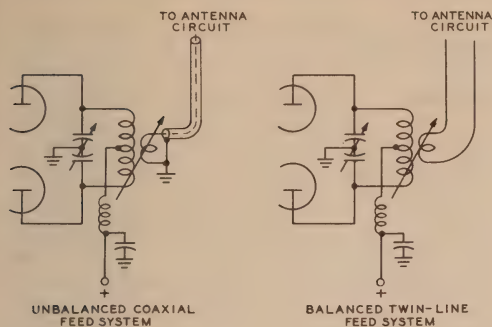 TO ANTENNA
CIRCUIT
TO ANTENNA
CIRCUIT
+
+
UNBALANCED COAXIAL
FEED SYSTEM
BALANCED TWIN-LINE
FEED SYSTEM